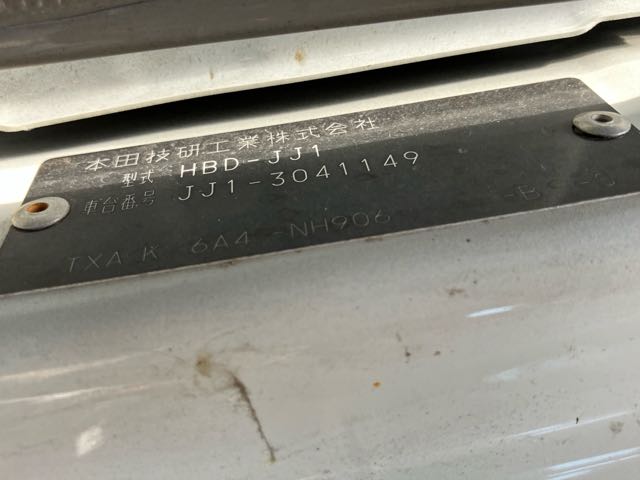 本田技研工業株式会社
型式 HBD-JJ1
車台番号 JJ1-3041149
TXA K 6A4 NH906 -B -J